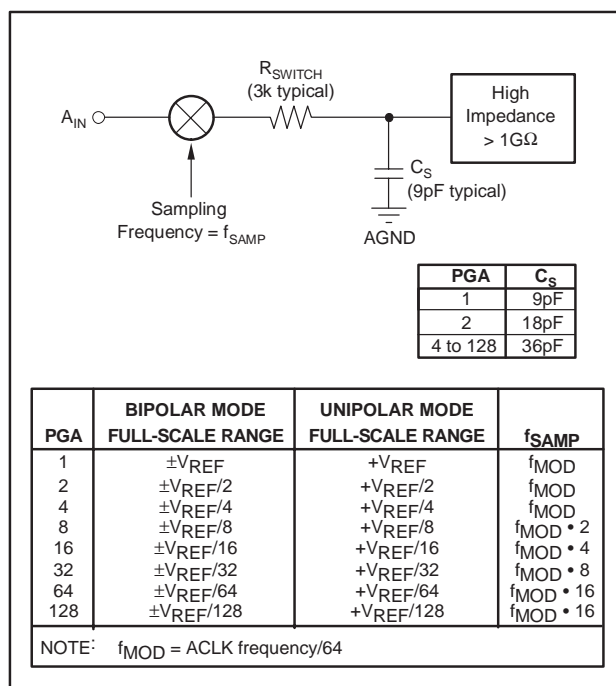 R_SWITCH
(3k typical)
A_IN
High
Impedance
> 1GΩ
C_S
(9pF typical)
Sampling
Frequency = f_SAMP
AGND
PGA C_S
1 9pF
2 18pF
4 to 128 36pF
BIPOLAR MODE UNIPOLAR MODE
PGA FULL-SCALE RANGE FULL-SCALE RANGE f_SAMP
1 ±V_REF +V_REF f_MOD
2 ±V_REF/2 +V_REF/2 f_MOD
4 ±V_REF/4 +V_REF/4 f_MOD
8 ±V_REF/8 +V_REF/8 f_MOD • 2
16 ±V_REF/16 +V_REF/16 f_MOD • 4
32 ±V_REF/32 +V_REF/32 f_MOD • 8
64 ±V_REF/64 +V_REF/64 f_MOD • 16
128 ±V_REF/128 +V_REF/128 f_MOD • 16
NOTE: f_MOD = ACLK frequency/64